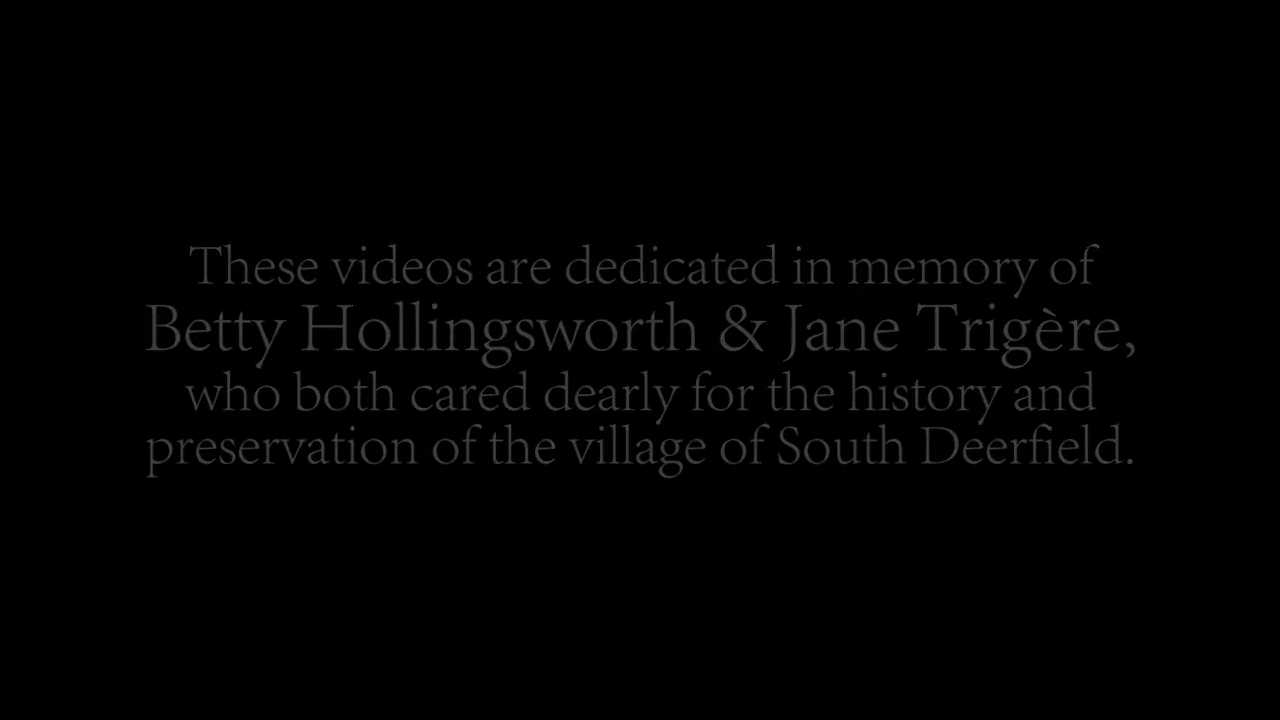 These videos are dedicated in memory of
Betty Hollingsworth & Jane Trigère,
who both cared dearly for the history and
preservation of the village of South Deerfield.